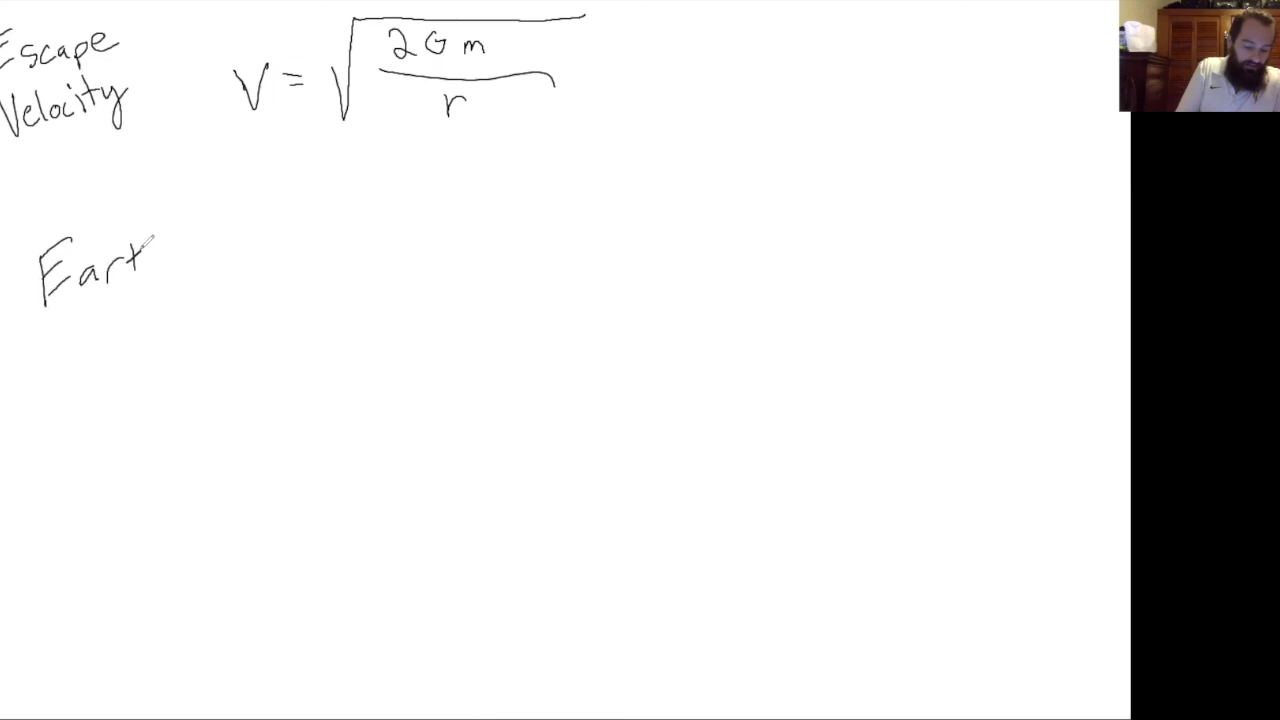 Escape
Velocity
V = √(2Gm / r)
Eart